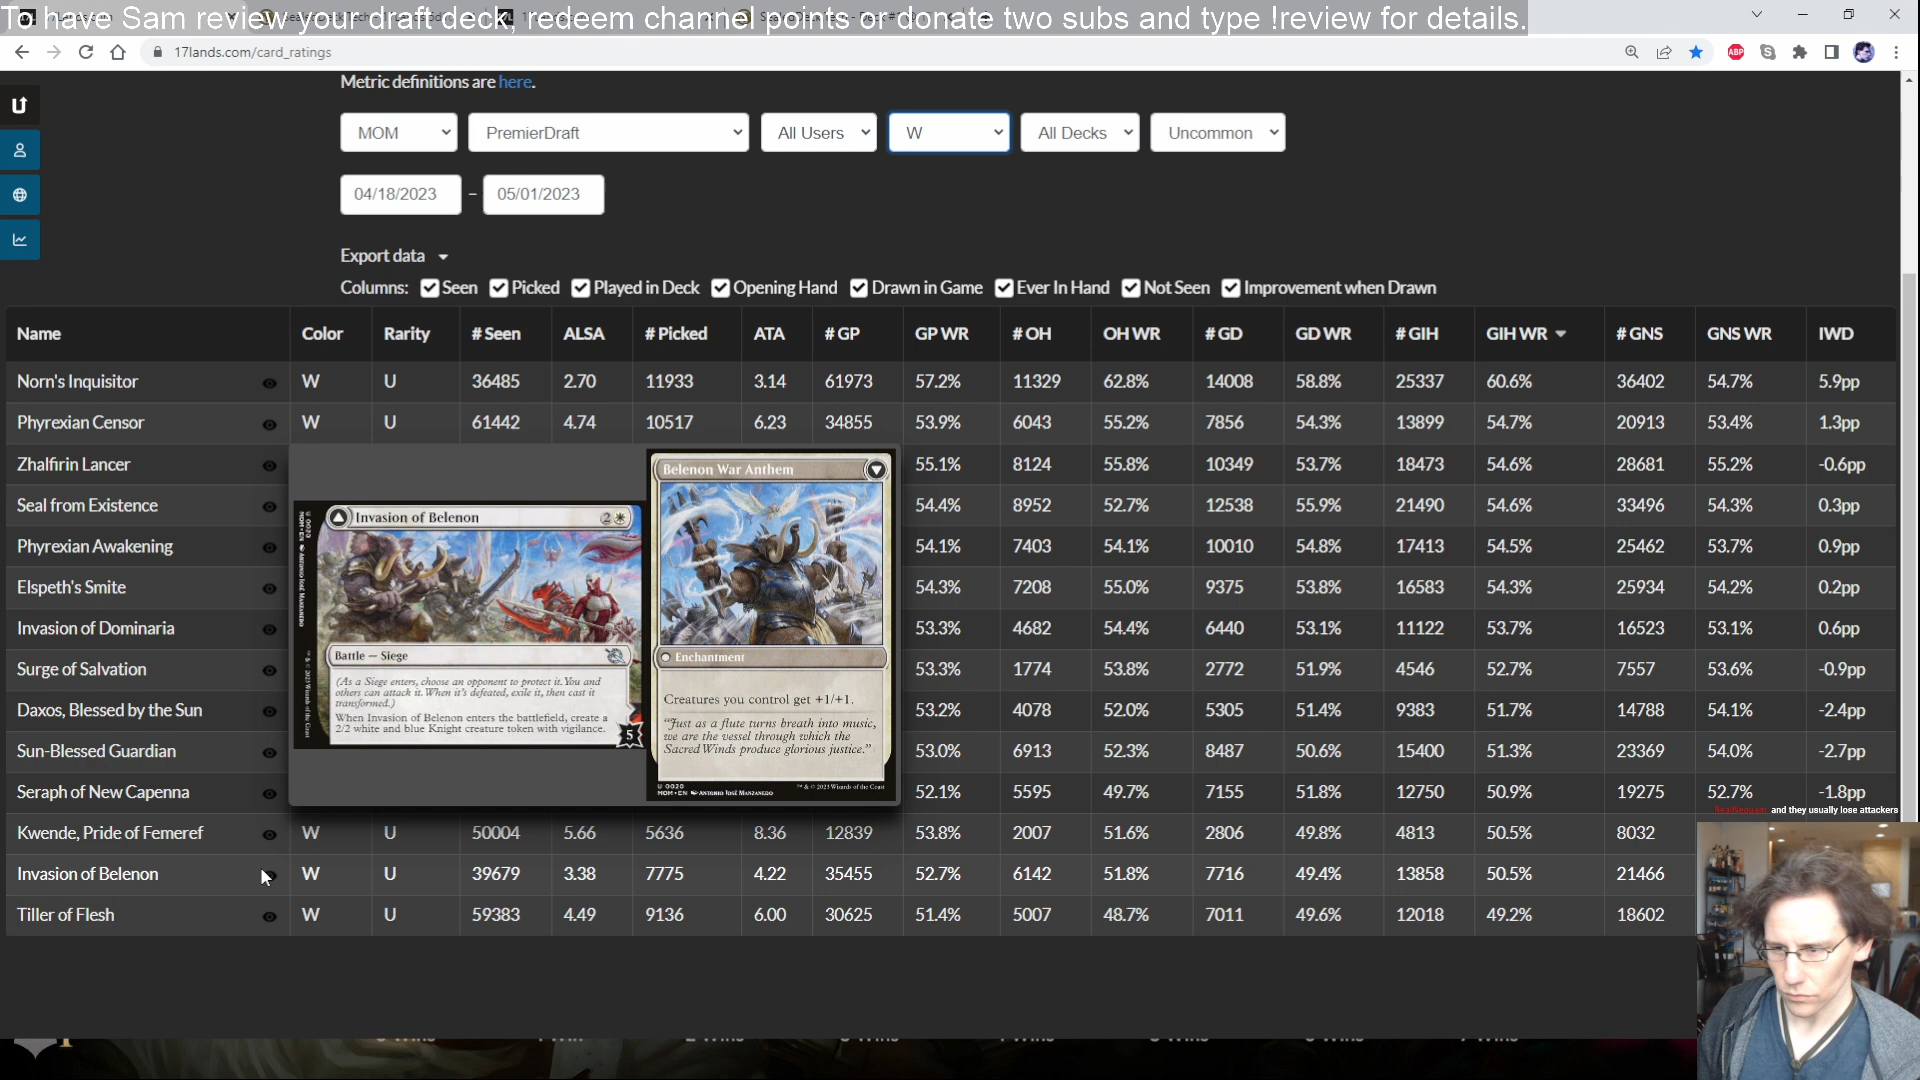 To have Sam review your draft deck, redeem channel points or donate two subs and type !review for details.
17lands.com/card_ratings
ABP
Metric definitions are here.
MOM PremierDraft All Users W All Decks Uncommon
04/18/2023 – 05/01/2023
Export data
Columns: Seen Picked Played in Deck Opening Hand Drawn in Game Ever In Hand Not Seen Improvement when Drawn
Name Color Rarity # Seen ALSA # Picked ATA # GP GP WR # OH OH WR # GD GD WR # GIH GIH WR # GNS GNS WR IWD
Norn's Inquisitor W U 36485 2.70 11933 3.14 61973 57.2% 11329 62.8% 14008 58.8% 25337 60.6% 36402 54.7% 5.9pp
Phyrexian Censor W U 61442 4.74 10517 6.23 34855 53.9% 6043 55.2% 7856 54.3% 13899 54.7% 20913 53.4% 1.3pp
Zhalfirin Lancer 55.1% 8124 55.8% 10349 53.7% 18473 54.6% 28681 55.2% -0.6pp
Seal from Existence 54.4% 8952 52.7% 12538 55.9% 21490 54.6% 33496 54.3% 0.3pp
Phyrexian Awakening 54.1% 7403 54.1% 10010 54.8% 17413 54.5% 25462 53.7% 0.9pp
Elspeth's Smite 54.3% 7208 55.0% 9375 53.8% 16583 54.3% 25934 54.2% 0.2pp
Invasion of Dominaria 53.3% 4682 54.4% 6440 53.1% 11122 53.7% 16523 53.1% 0.6pp
Surge of Salvation 53.3% 1774 53.8% 2772 51.9% 4546 52.7% 7557 53.6% -0.9pp
Daxos, Blessed by the Sun 53.2% 4078 52.0% 5305 51.4% 9383 51.7% 14788 54.1% -2.4pp
Sun-Blessed Guardian 53.0% 6913 52.3% 8487 50.6% 15400 51.3% 23369 54.0% -2.7pp
Seraph of New Capenna 52.1% 5595 49.7% 7155 51.8% 12750 50.9% 19275 52.7% -1.8pp
Kwende, Pride of Femeref W U 50004 5.66 5636 8.36 12839 53.8% 2007 51.6% 2806 49.8% 4813 50.5% 8032
Invasion of Belenon W U 39679 3.38 7775 4.22 35455 52.7% 6142 51.8% 7716 49.4% 13858 50.5% 21466
Tiller of Flesh W U 59383 4.49 9136 6.00 30625 51.4% 5007 48.7% 7011 49.6% 12018 49.2% 18602
Invasion of Belenon 2
Battle — Siege
(As a Siege enters, choose an opponent to protect it. You and
others can attack it. When it's defeated, exile it, then cast it
transformed.)
When Invasion of Belenon enters the battlefield, create a
2/2 white and blue Knight creature token with vigilance.
5
Belenon War Anthem
Enchantment
Creatures you control get +1/+1.
"Just as a flute turns breath into music,
we are the vessel through which the
Sacred Winds produce glorious justice."
U 0020
MOM • EN Antonio José Manzanedo ™ & © 2023 Wizards of the Coast
and they usually lose attackers